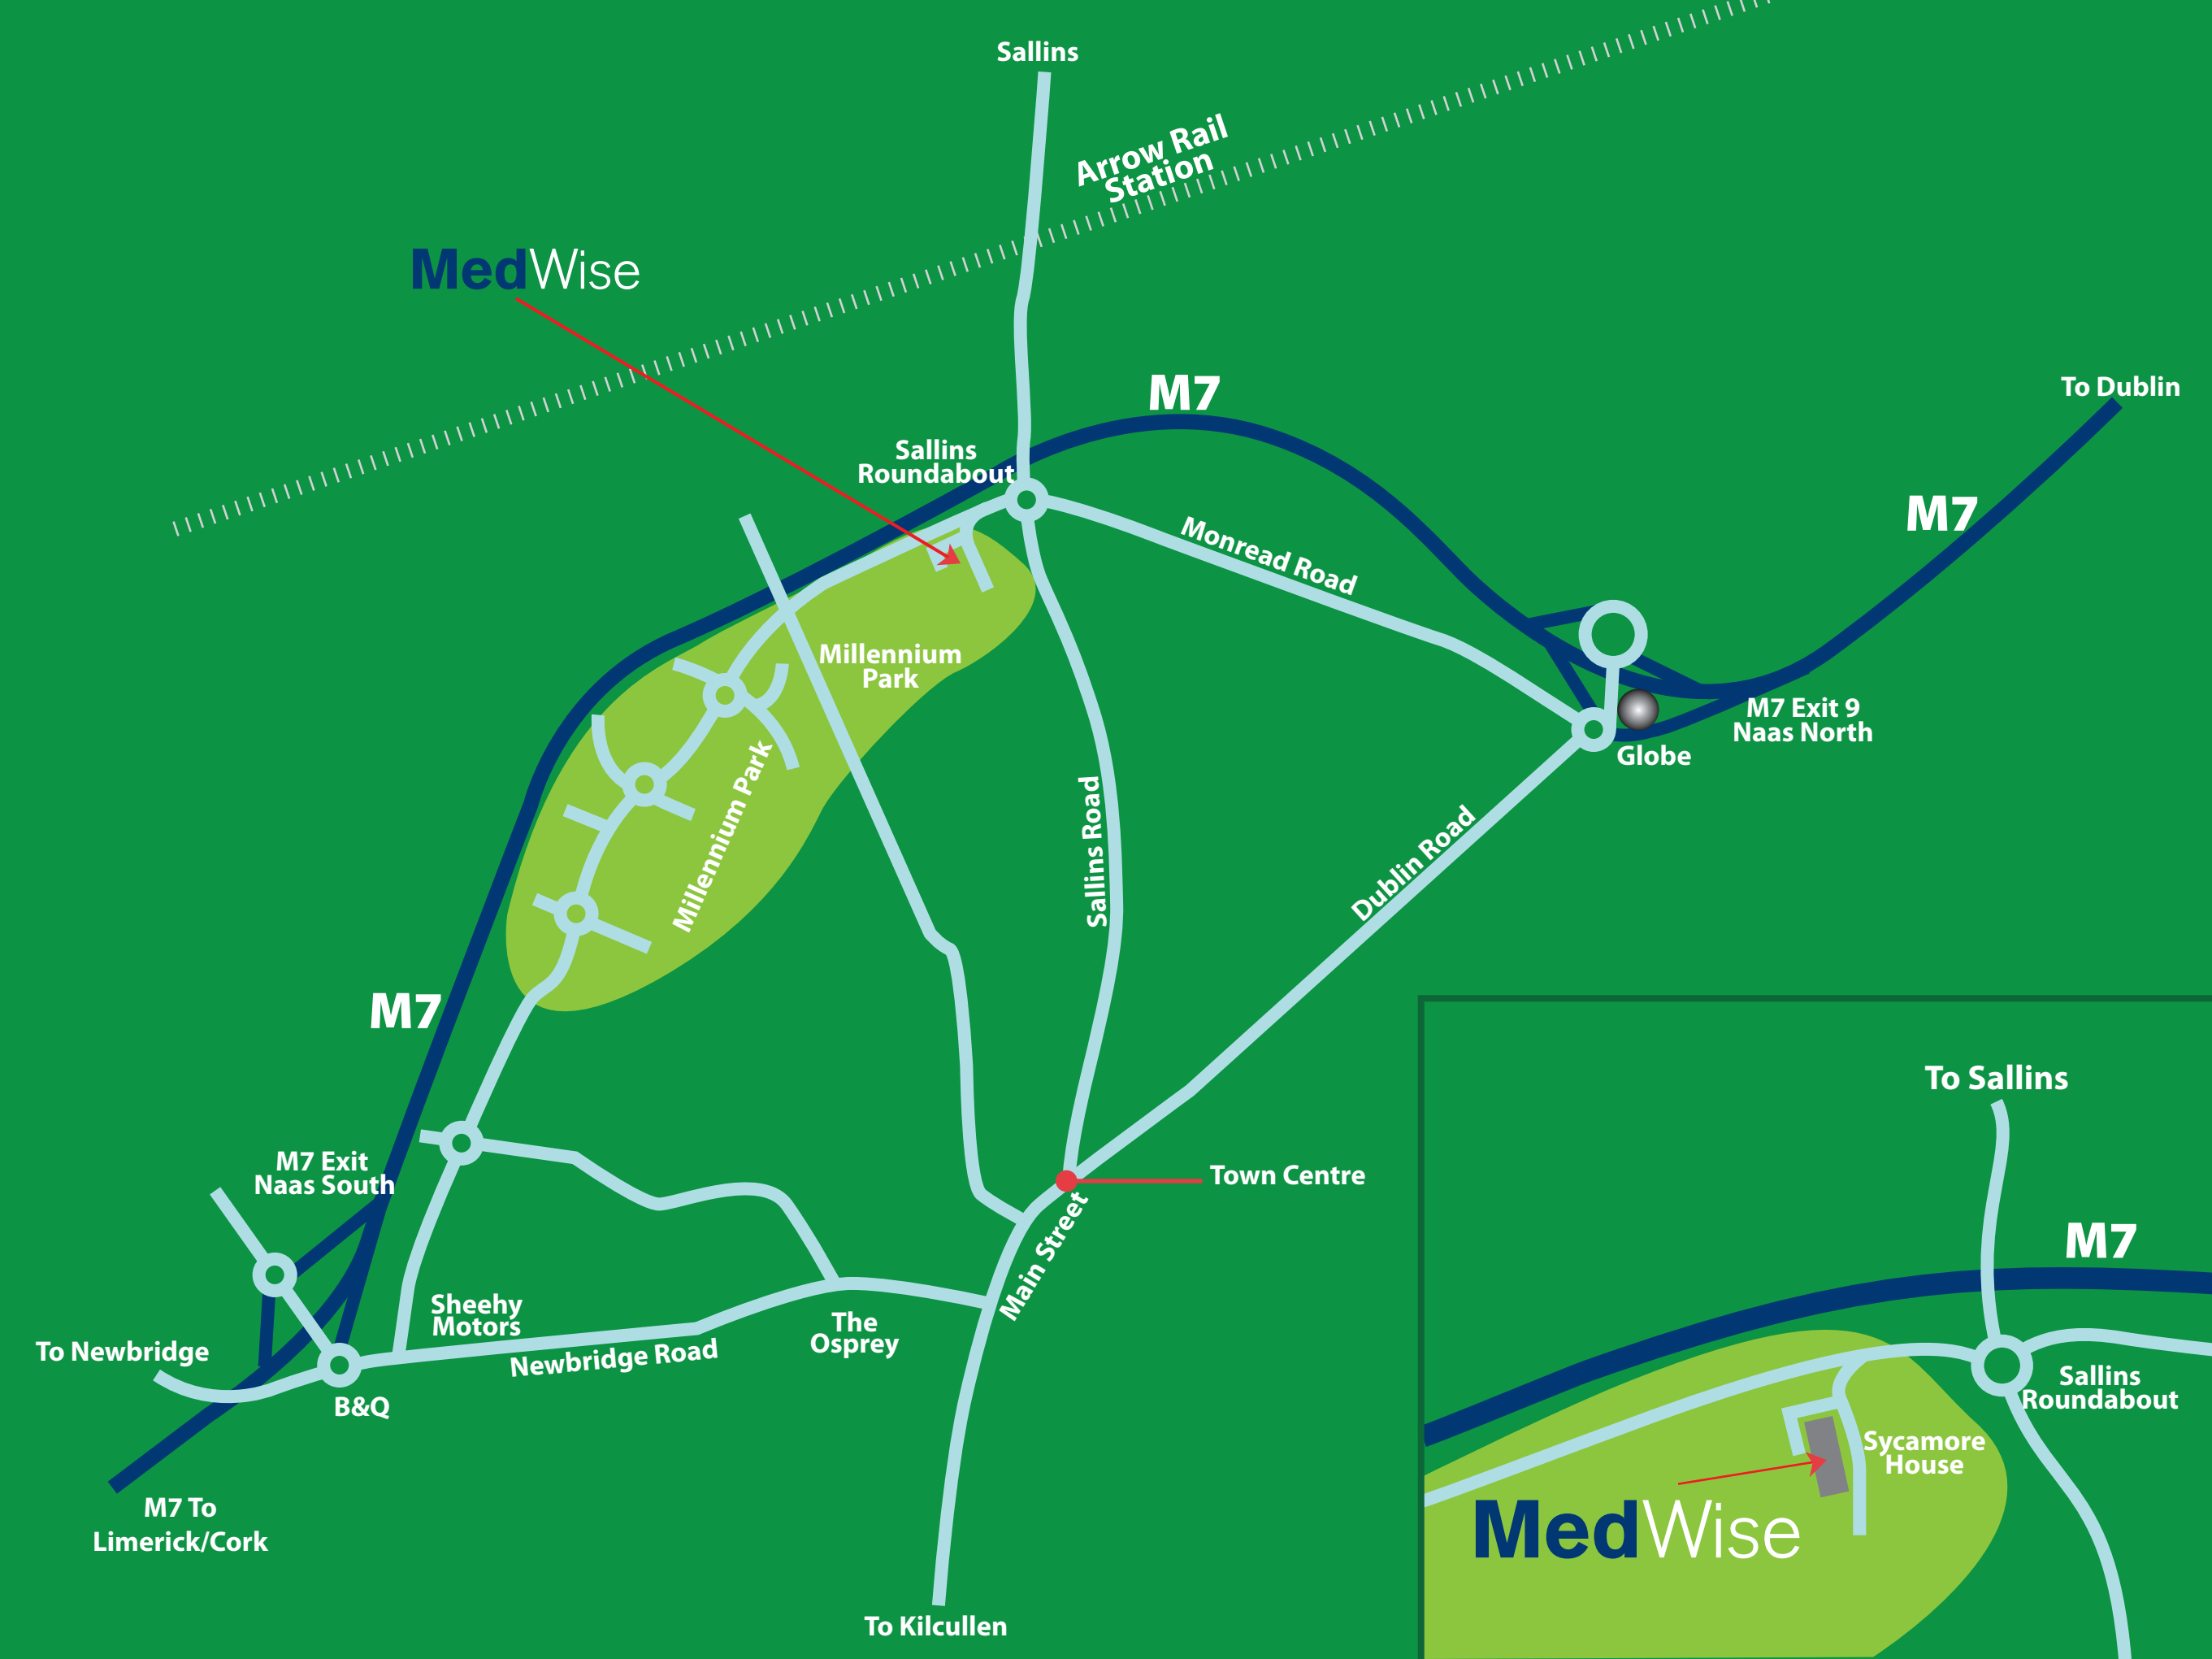 Sallins
Arrow Rail
Station
MedWise
M7
To Dublin
Sallins
Roundabout
M7
Monread Road
Millennium
Park
M7 Exit 9
Naas North
Globe
Millennium Park
Sallins Road
Dublin Road
M7
M7 Exit
Naas South
Town Centre
Main Street
Sheehy
Motors
The
Osprey
To Newbridge
Newbridge Road
B&Q
M7 To
Limerick/Cork
To Kilcullen
To Sallins
M7
Sallins
Roundabout
Sycamore
House
MedWise